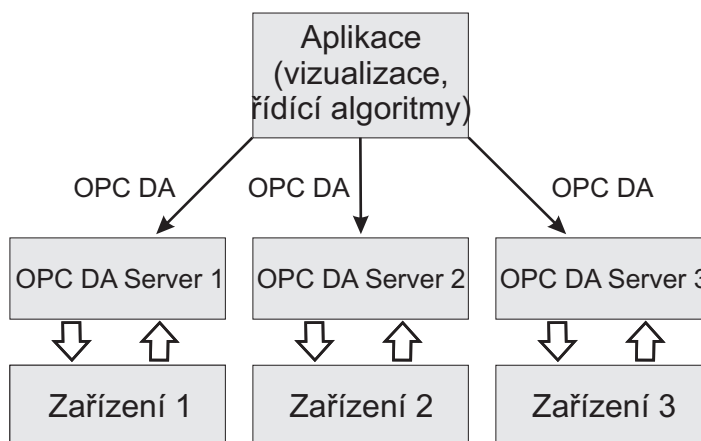 Aplikace
(vizualizace,
řídící algoritmy)
OPC DA
OPC DA
OPC DA
OPC DA Server 1
OPC DA Server 2
OPC DA Server 3
Zařízení 1
Zařízení 2
Zařízení 3